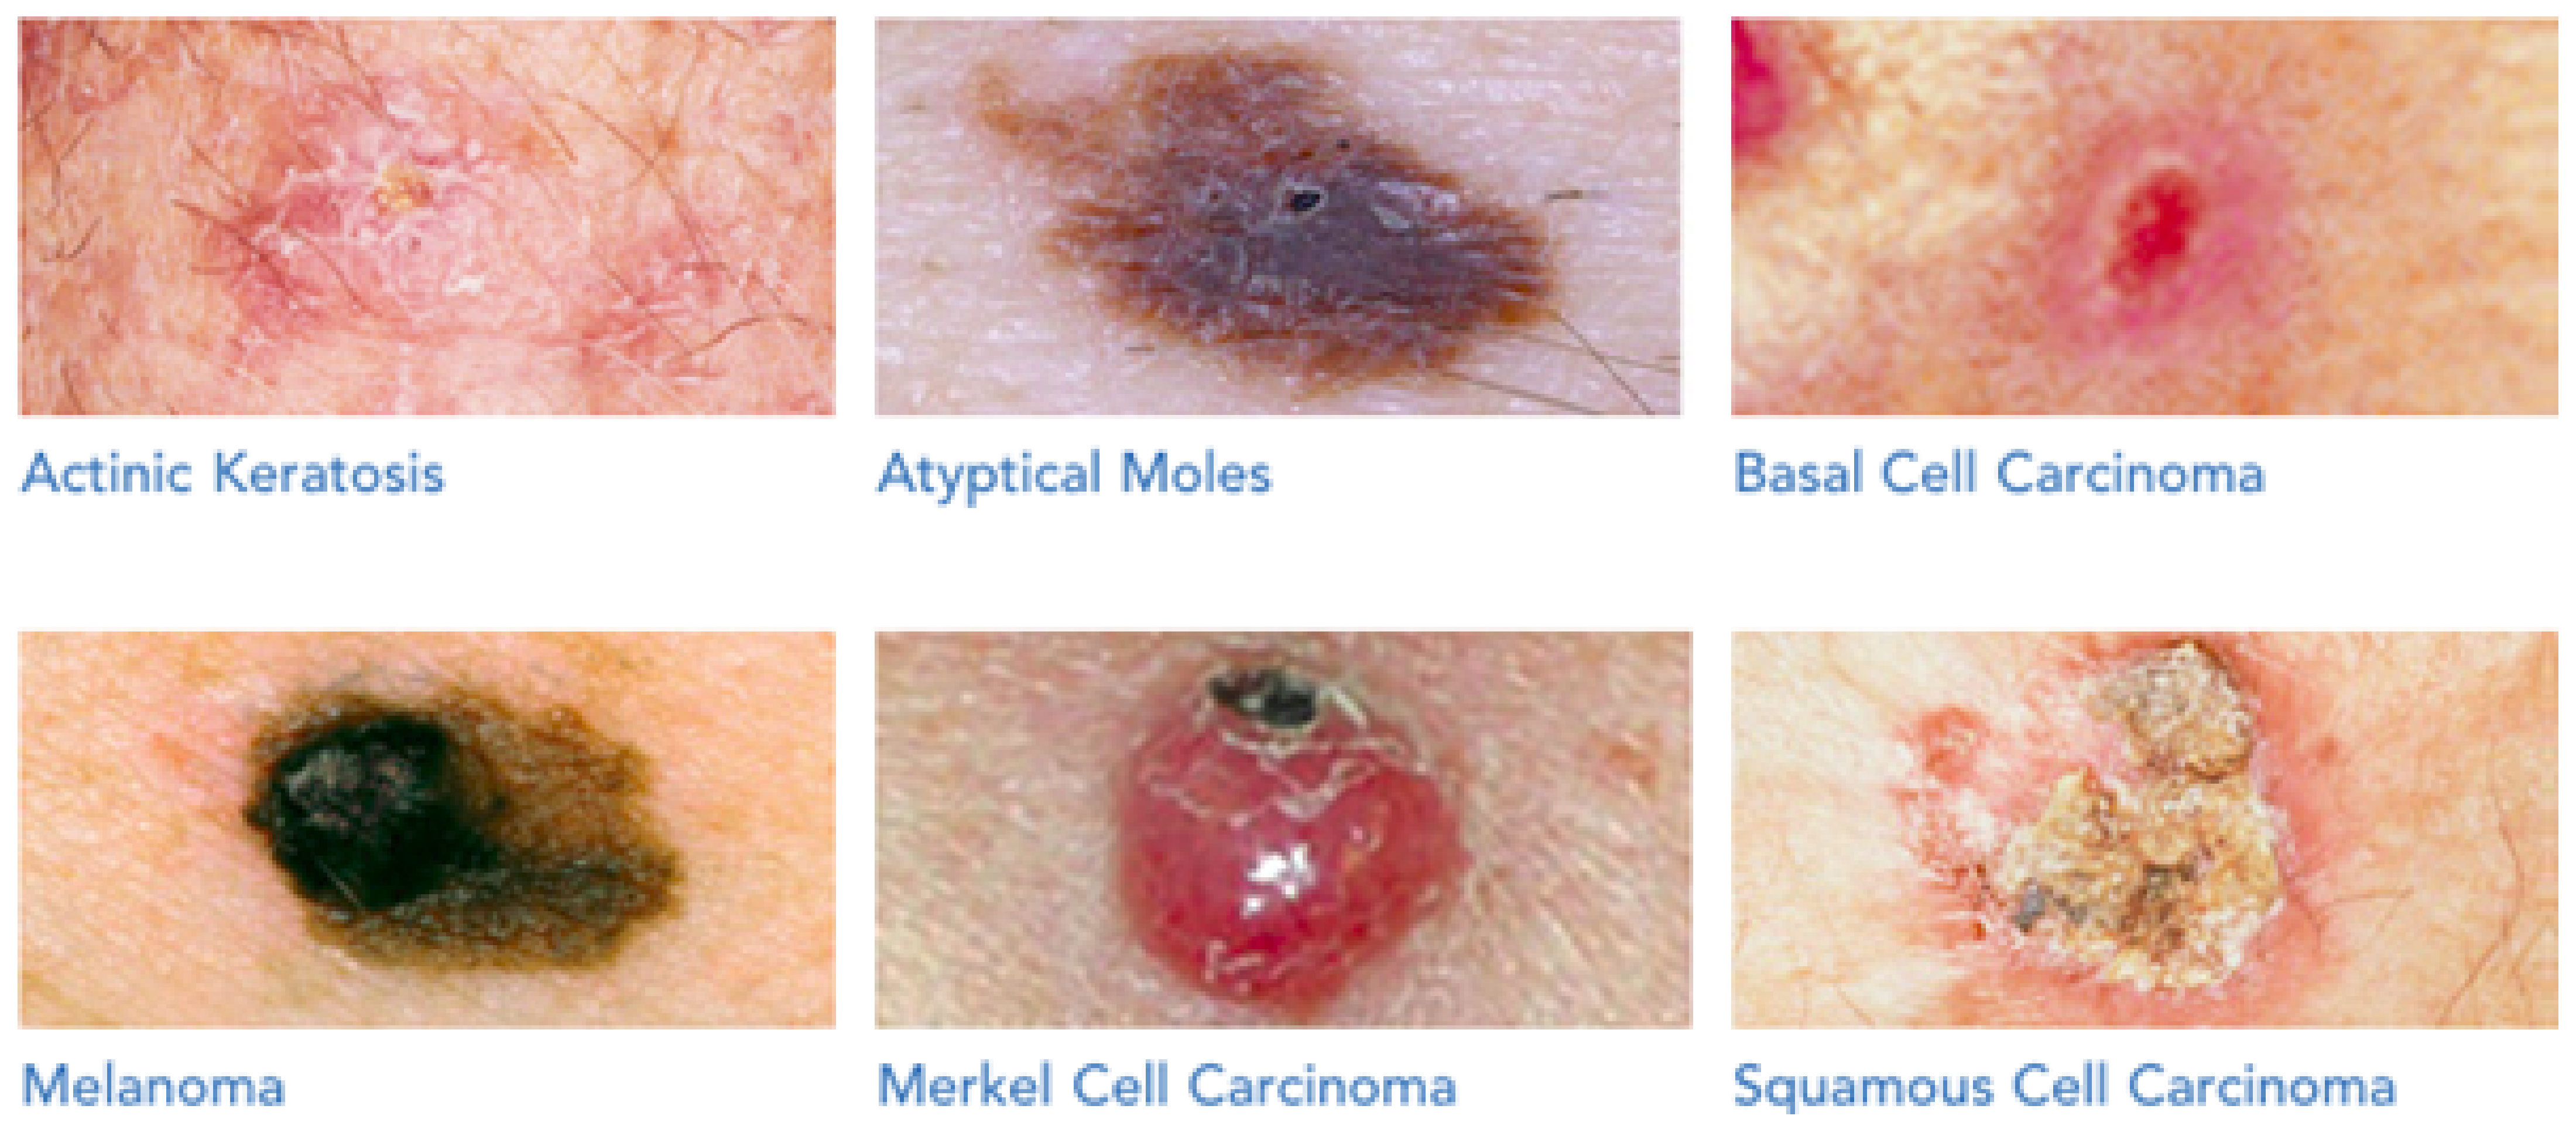 Actinic Keratosis
Atyptical Moles
Basal Cell Carcinoma
Melanoma
Merkel Cell Carcinoma
Squamous Cell Carcinoma